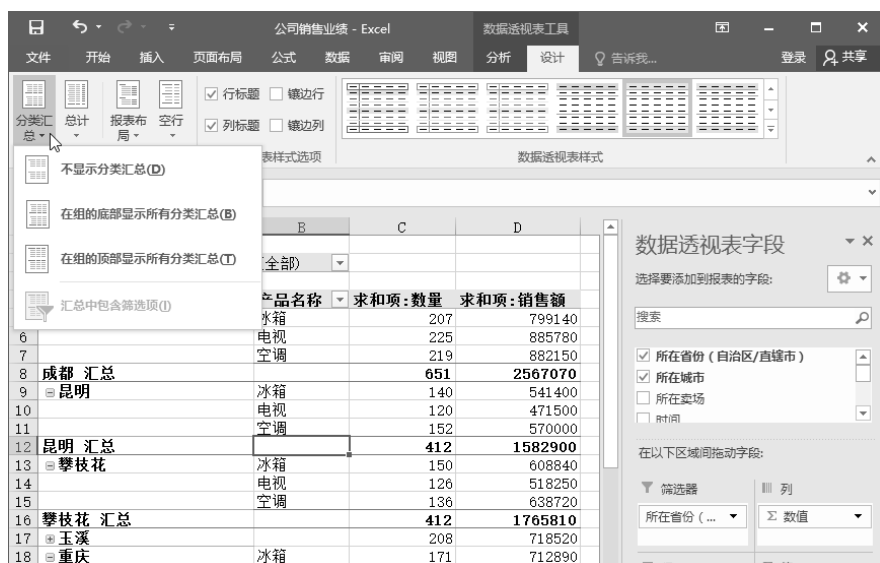 公司销售业绩 - Excel
数据透视表工具
文件 开始 插入 页面布局 公式 数据 审阅 视图 分析 设计 告诉我... 登录 共享
分类汇总 总计 报表布局 空行
行标题 镶边行
列标题 镶边列
表样式选项 数据透视表样式
不显示分类汇总(D)
在组的底部显示所有分类汇总(B)
在组的顶部显示所有分类汇总(T)
汇总中包含筛选项(I)
B C D
全部)
产品名称 求和项:数量 求和项:销售额
冰箱 207 799140
6 电视 225 885780
7 空调 219 882150
8 成都 汇总 651 2567070
9 昆明 冰箱 140 541400
10 电视 120 471500
11 空调 152 570000
12 昆明 汇总 412 1582900
13 攀枝花 冰箱 150 608840
14 电视 126 518250
15 空调 136 638720
16 攀枝花 汇总 412 1765810
17 玉溪 208 718520
18 重庆 冰箱 171 712890
数据透视表字段
选择要添加到报表的字段:
搜索
所在省份(自治区/直辖市)
所在城市
所在卖场
时间
在以下区域间拖动字段:
筛选器 列
所在省份(... Σ 数值